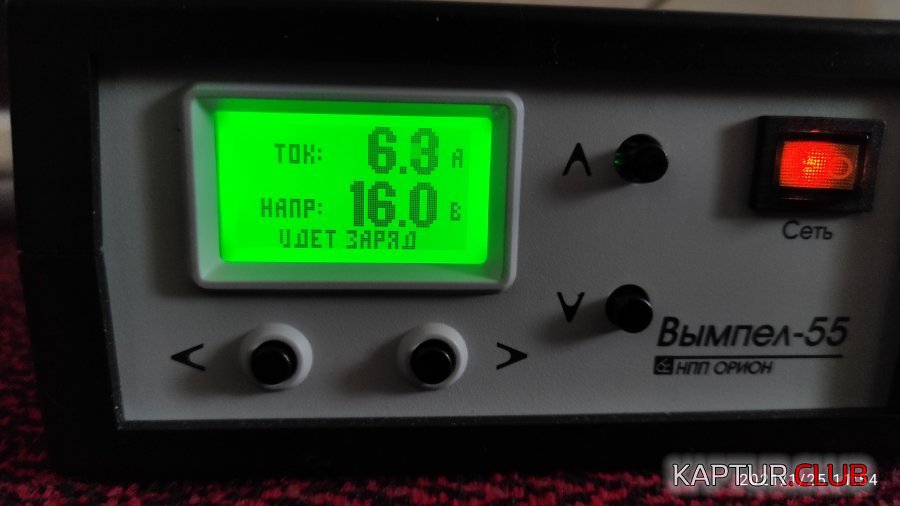 ТОК: 6.3 А
НАПР: 16.0 В
ИДЕТ ЗАРЯД
Сеть
Вымпел-55
НПП ОРИОН
KAPTUR.CLUB